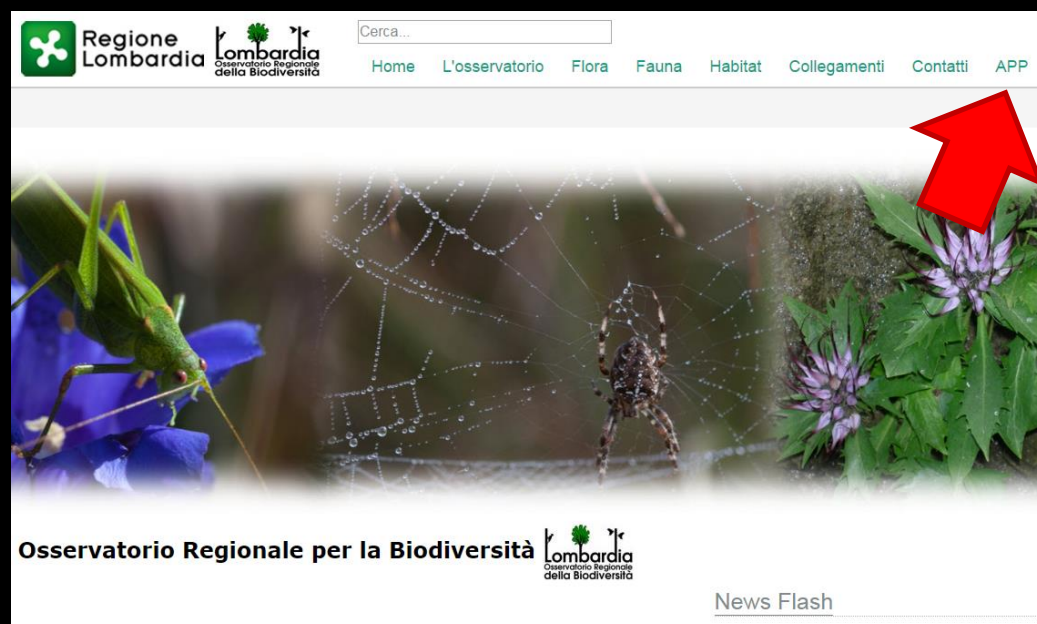 Regione
Lombardia
Lombardia
Osservatorio Regionale
della Biodiversità
Cerca...
Home L'osservatorio Flora Fauna Habitat Collegamenti Contatti APP
Osservatorio Regionale per la Biodiversità
Lombardia
Osservatorio Regionale
della Biodiversità
News Flash